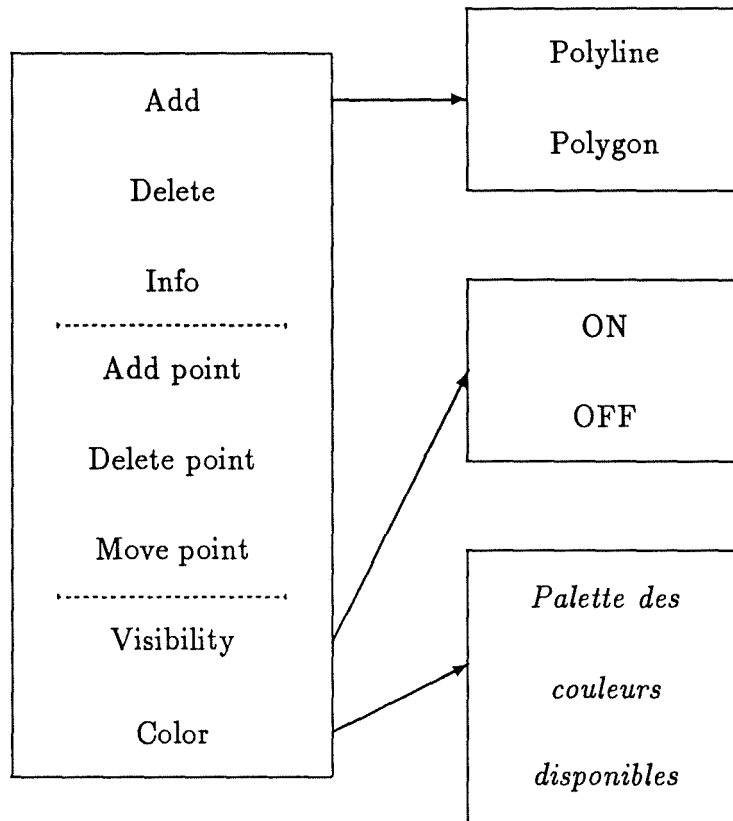 Add
Delete
Info
Add point
Delete point
Move point
Visibility
Color
Polyline
Polygon
ON
OFF
Palette des
couleurs
disponibles